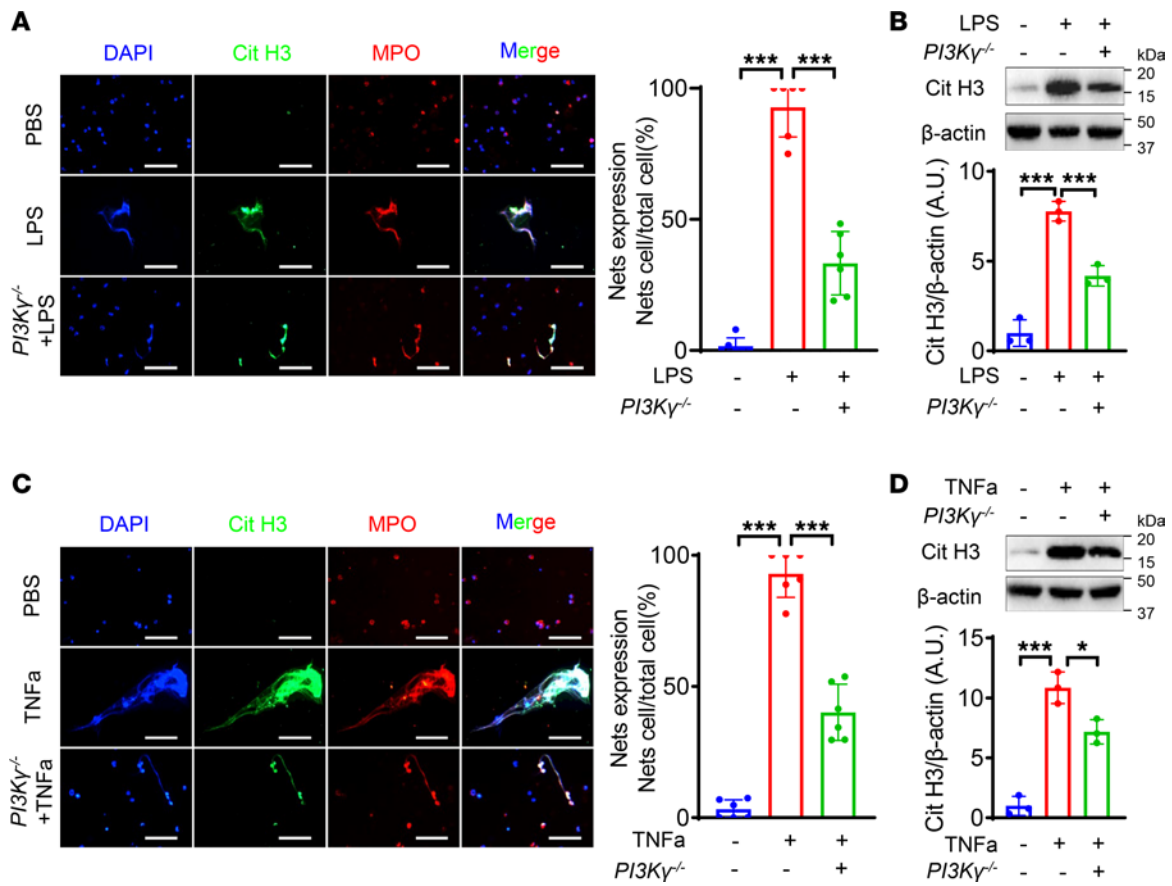 A
DAPI Cit H3 MPO Merge
PBS
LPS
PI3Kγ-/-
+LPS
Nets expression
Nets cell/total cell(%)
*** ***
100
50
0
LPS - + +
PI3Kγ-/- - - +
B
LPS - + +
PI3Kγ-/- - - + kDa
Cit H3 20
15
β-actin 50
37
Cit H3/β-actin (A.U.)
*** ***
10
5
0
LPS - + +
PI3Kγ-/- - - +
C
DAPI Cit H3 MPO Merge
PBS
TNFa
PI3Kγ-/-
+TNFa
Nets expression
Nets cell/total cell(%)
*** ***
100
50
0
TNFa - + +
PI3Kγ-/- - - +
D
TNFa - + +
PI3Kγ-/- - - + kDa
Cit H3 20
15
β-actin 50
37
Cit H3/β-actin (A.U.)
*** *
15
10
5
0
TNFa - + +
PI3Kγ-/- - - +